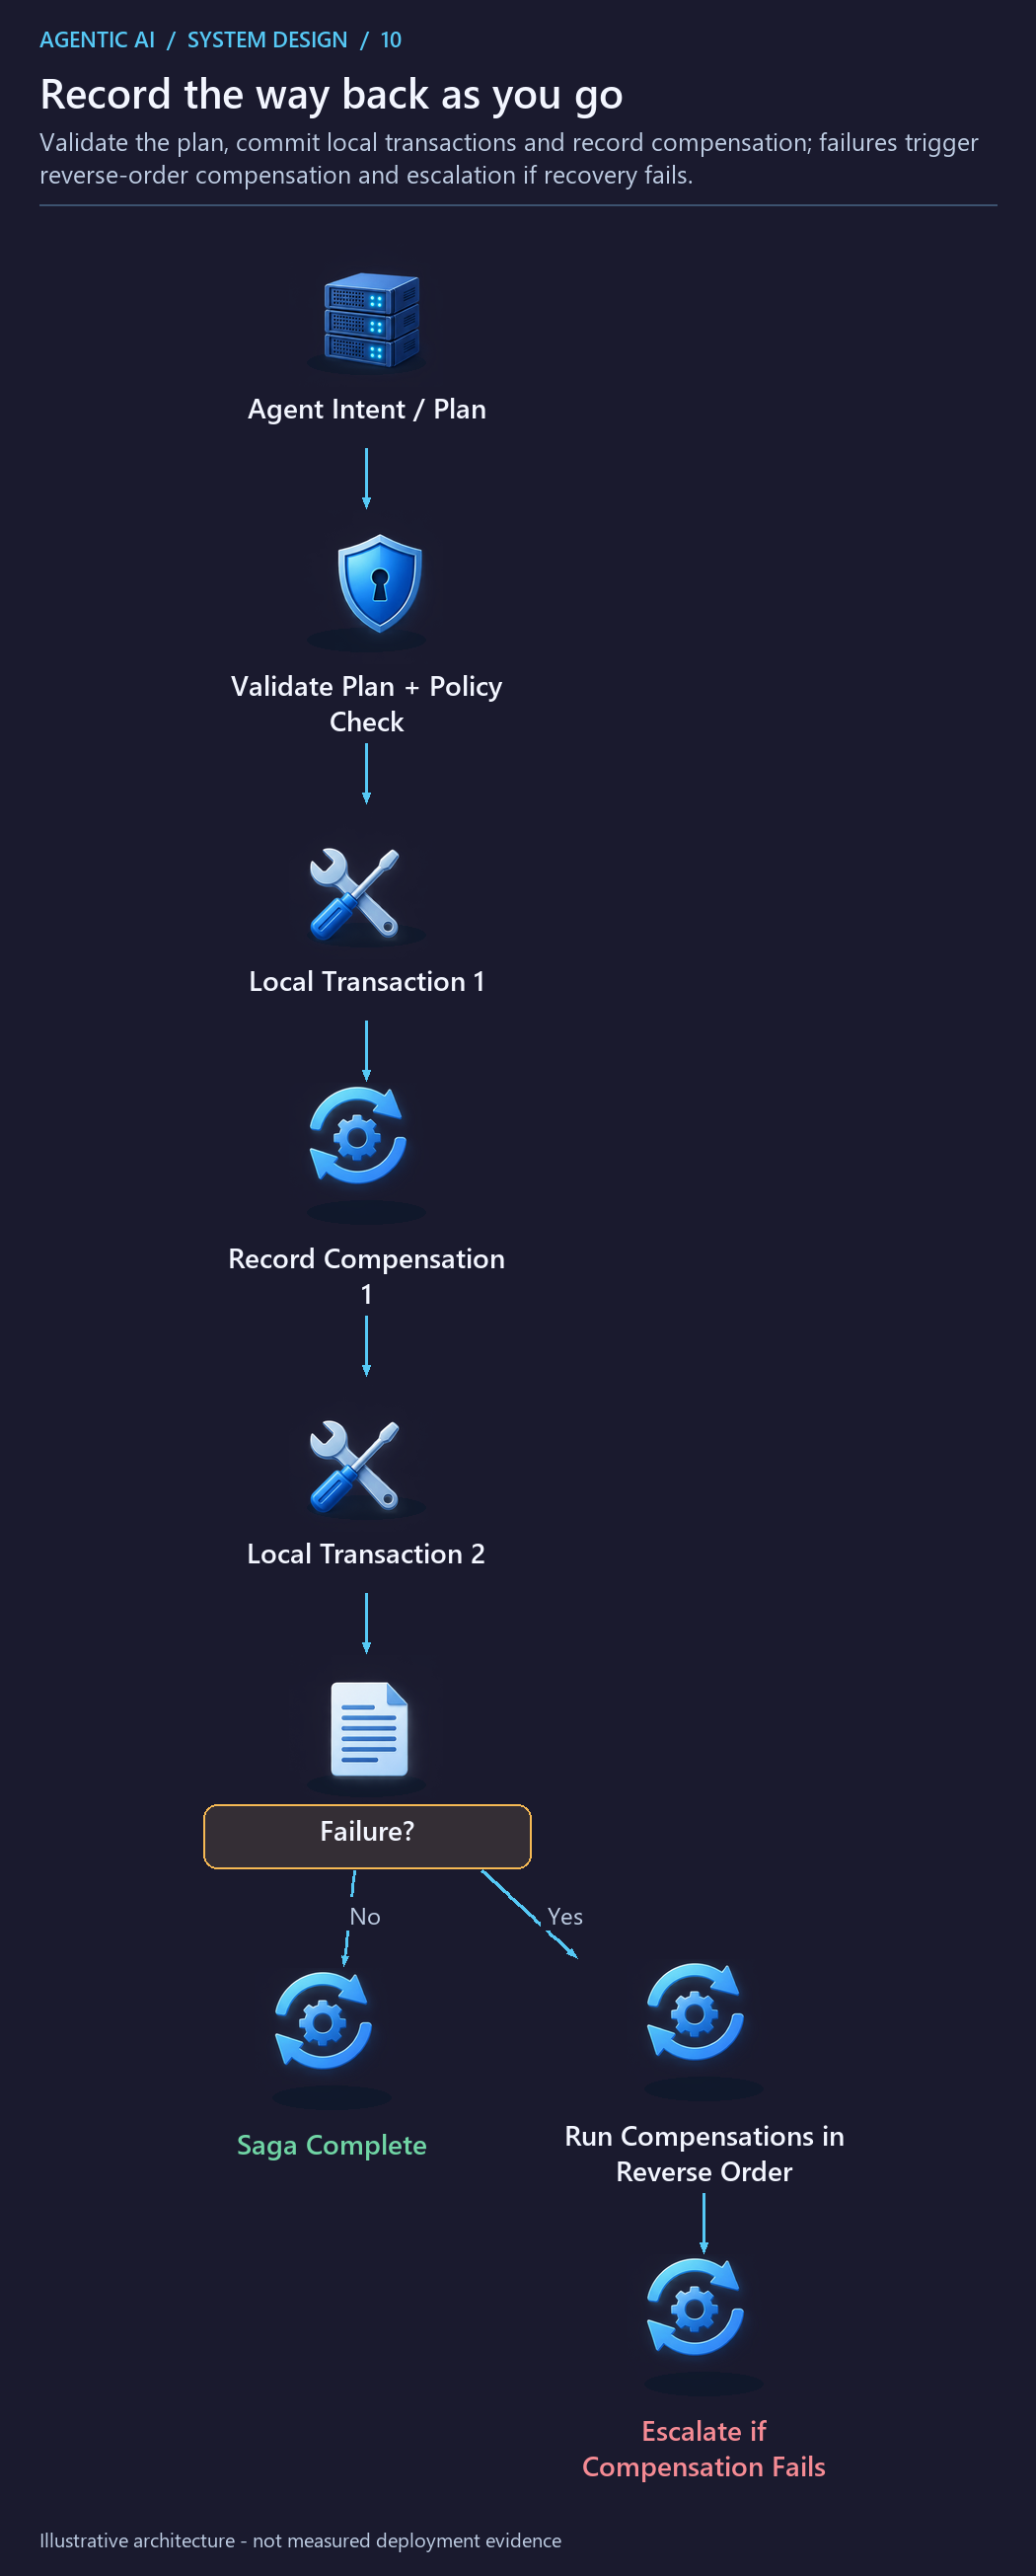 AGENTIC AI / SYSTEM DESIGN / 10
Record the way back as you go
Validate the plan, commit local transactions and record compensation; failures trigger
reverse-order compensation and escalation if recovery fails.
Agent Intent / Plan
Validate Plan + Policy
Check
Local Transaction 1
Record Compensation
1
Local Transaction 2
Failure?
No
Yes
Saga Complete
Run Compensations in
Reverse Order
Escalate if
Compensation Fails
Illustrative architecture - not measured deployment evidence